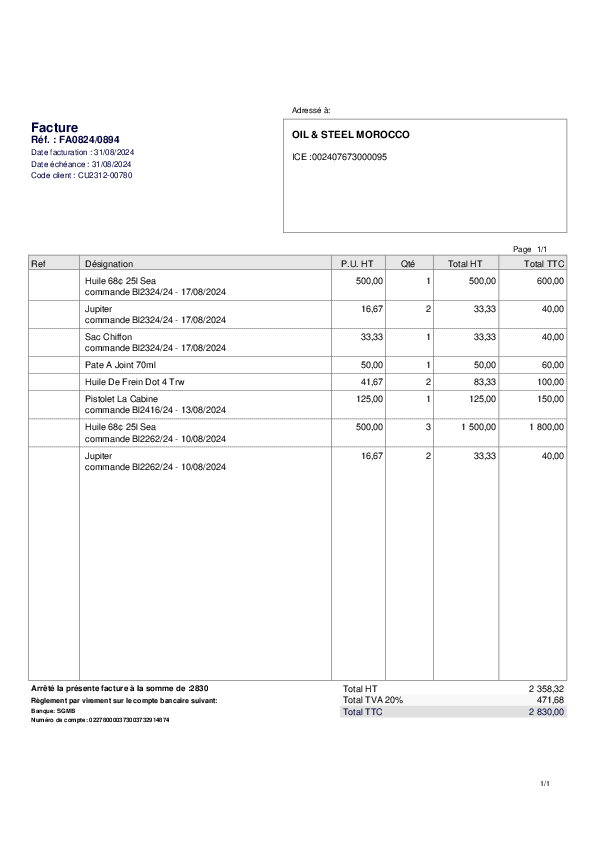 Adressé à:
Facture
Réf. : FA0824/0894
Date facturation : 31/08/2024
Date échéance : 31/08/2024
Code client : CU2312-00780
OIL & STEEL MOROCCO
ICE :002407673000095
Page 1/1
Ref Désignation P.U. HT Qté Total HT Total TTC
Huile 68¢ 25l Sea 500,00 1 500,00 600,00
commande Bl2324/24 - 17/08/2024
Jupiter 16,67 2 33,33 40,00
commande Bl2324/24 - 17/08/2024
Sac Chiffon 33,33 1 33,33 40,00
commande Bl2324/24 - 17/08/2024
Pate A Joint 70ml 50,00 1 50,00 60,00
Huile De Frein Dot 4 Trw 41,67 2 83,33 100,00
Pistolet La Cabine 125,00 1 125,00 150,00
commande Bl2416/24 - 13/08/2024
Huile 68¢ 25l Sea 500,00 3 1 500,00 1 800,00
commande Bl2262/24 - 10/08/2024
Jupiter 16,67 2 33,33 40,00
commande Bl2262/24 - 10/08/2024
Arrêté la présente facture à la somme de :2830
Règlement par virement sur le compte bancaire suivant:
Banque: SGMB
Numéro de compte: 0227800003730003732914874
Total HT 2 358,32
Total TVA 20% 471,68
Total TTC 2 830,00
1/1